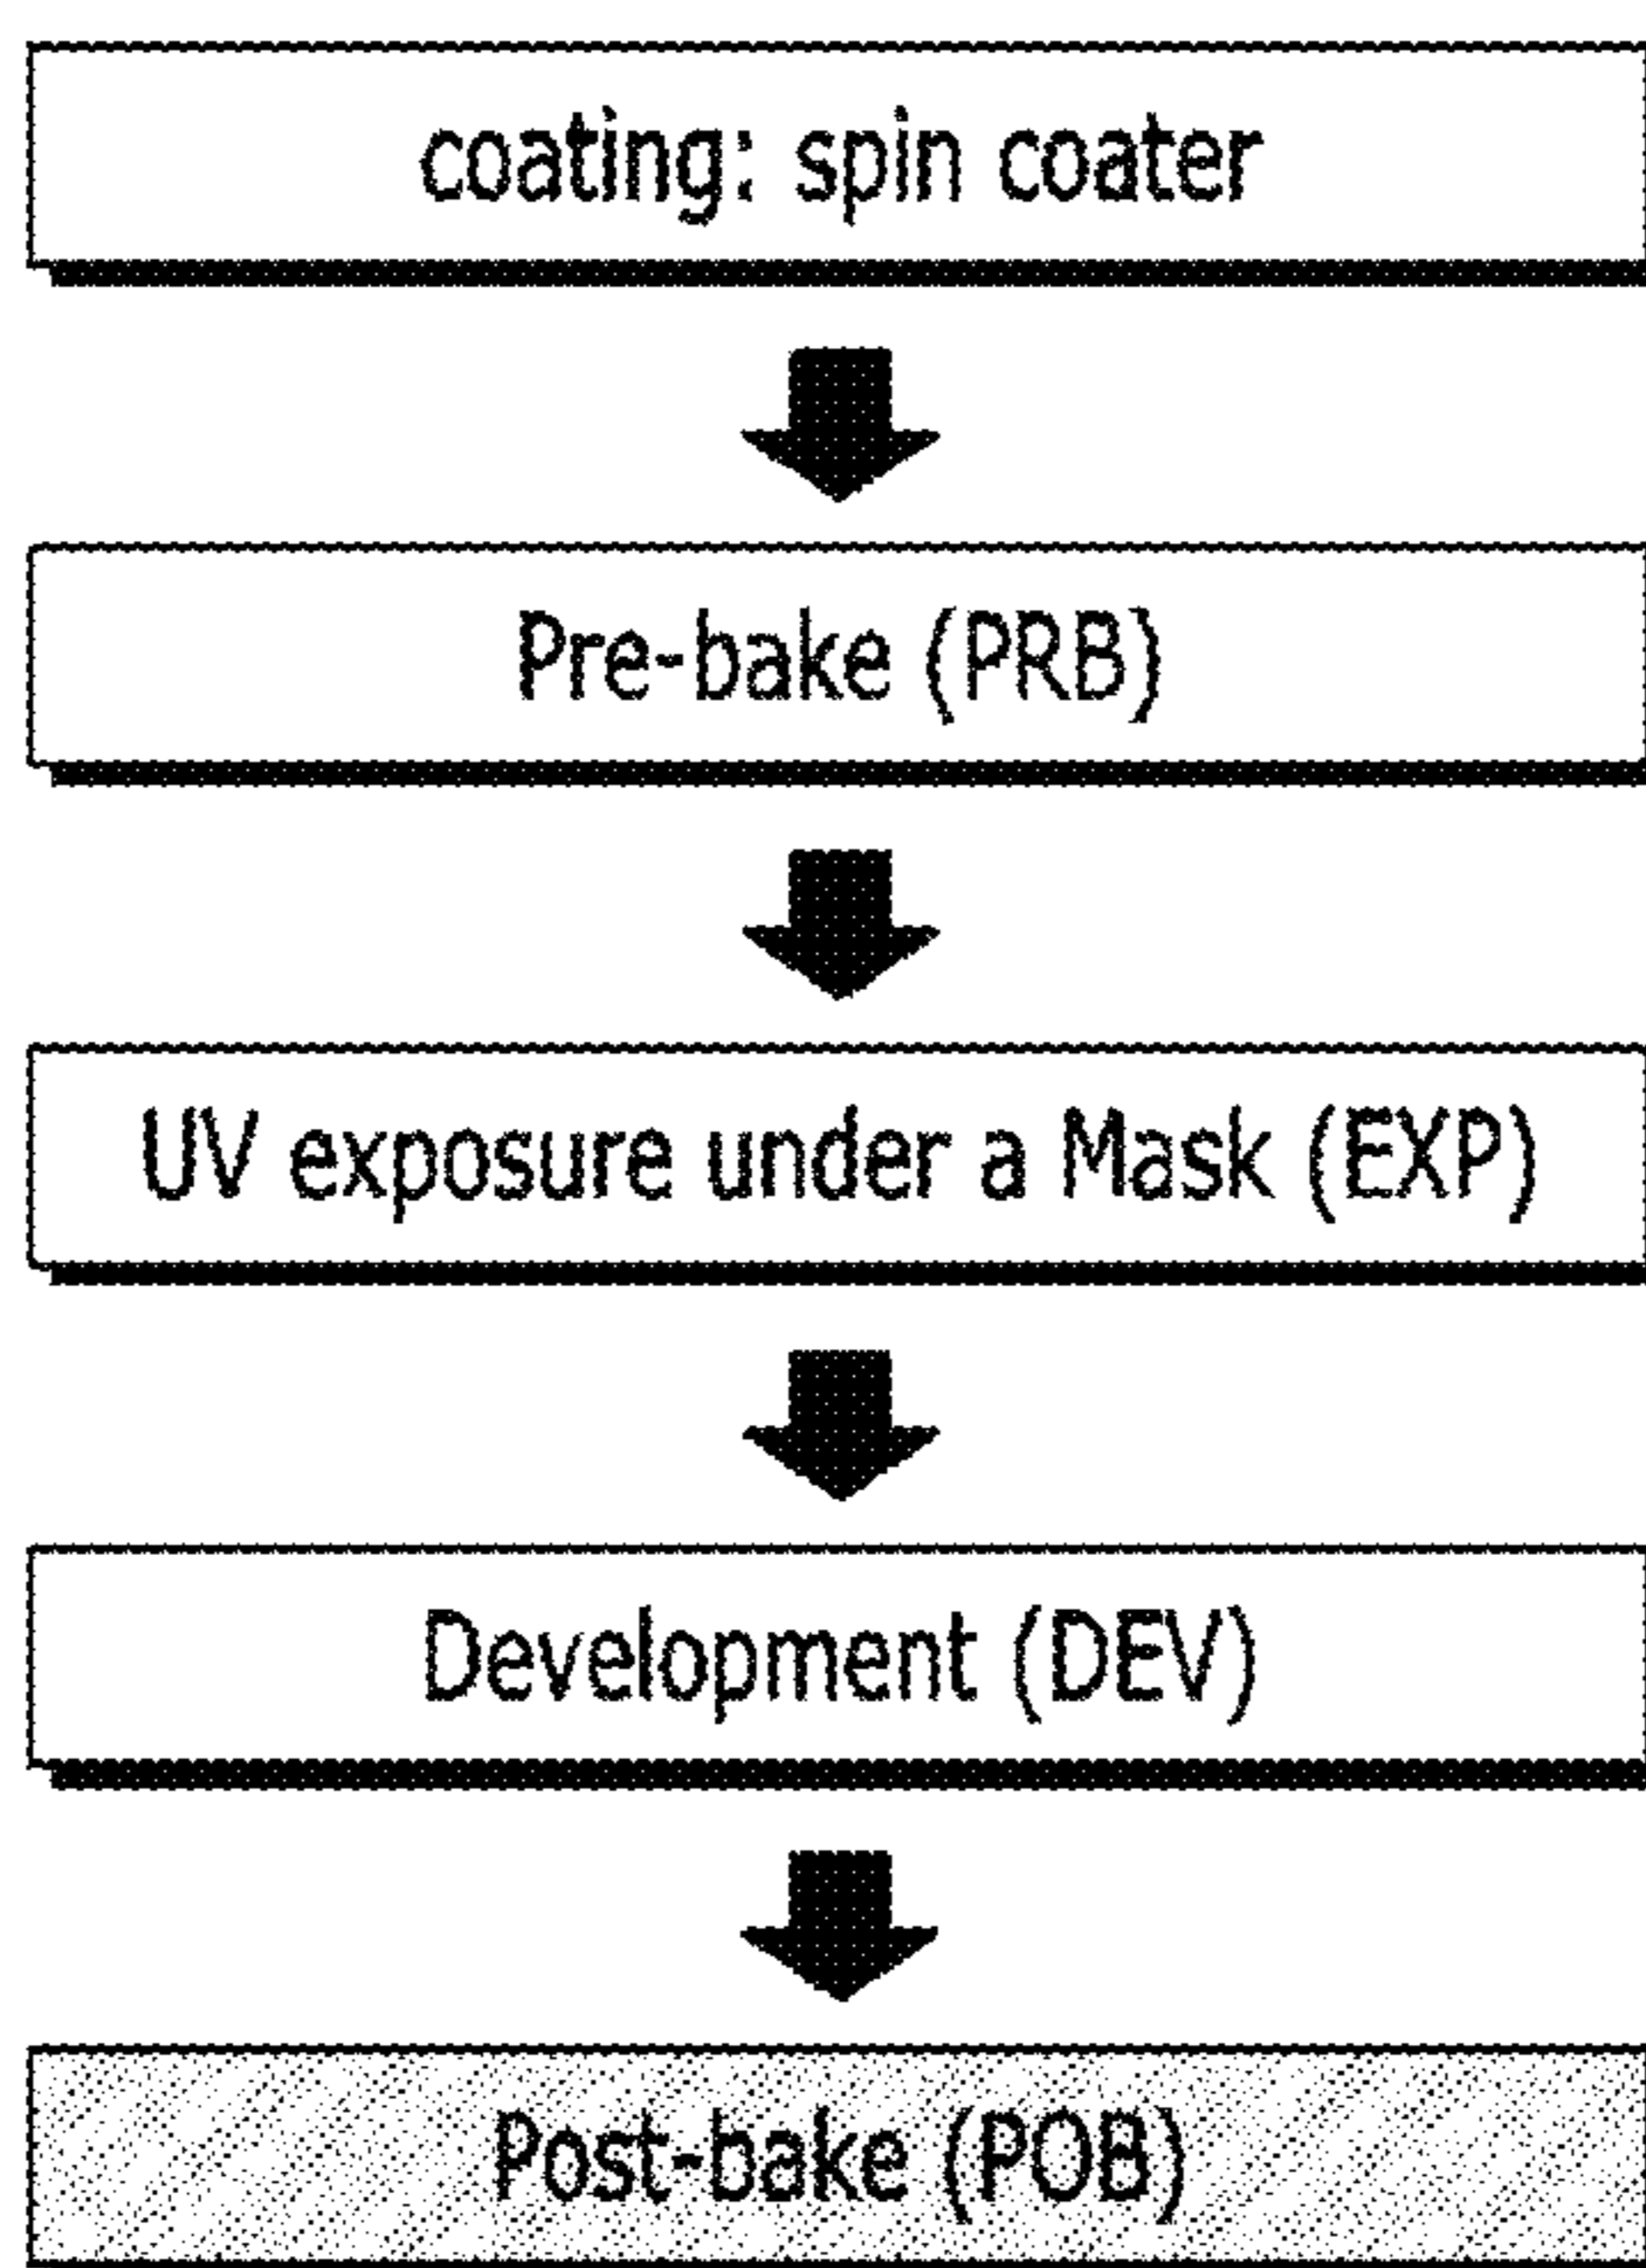 coating: spin coater
Pre-bake (PRB)
UV exposure under a Mask (EXP)
Development (DEV)
Post-bake (POB)